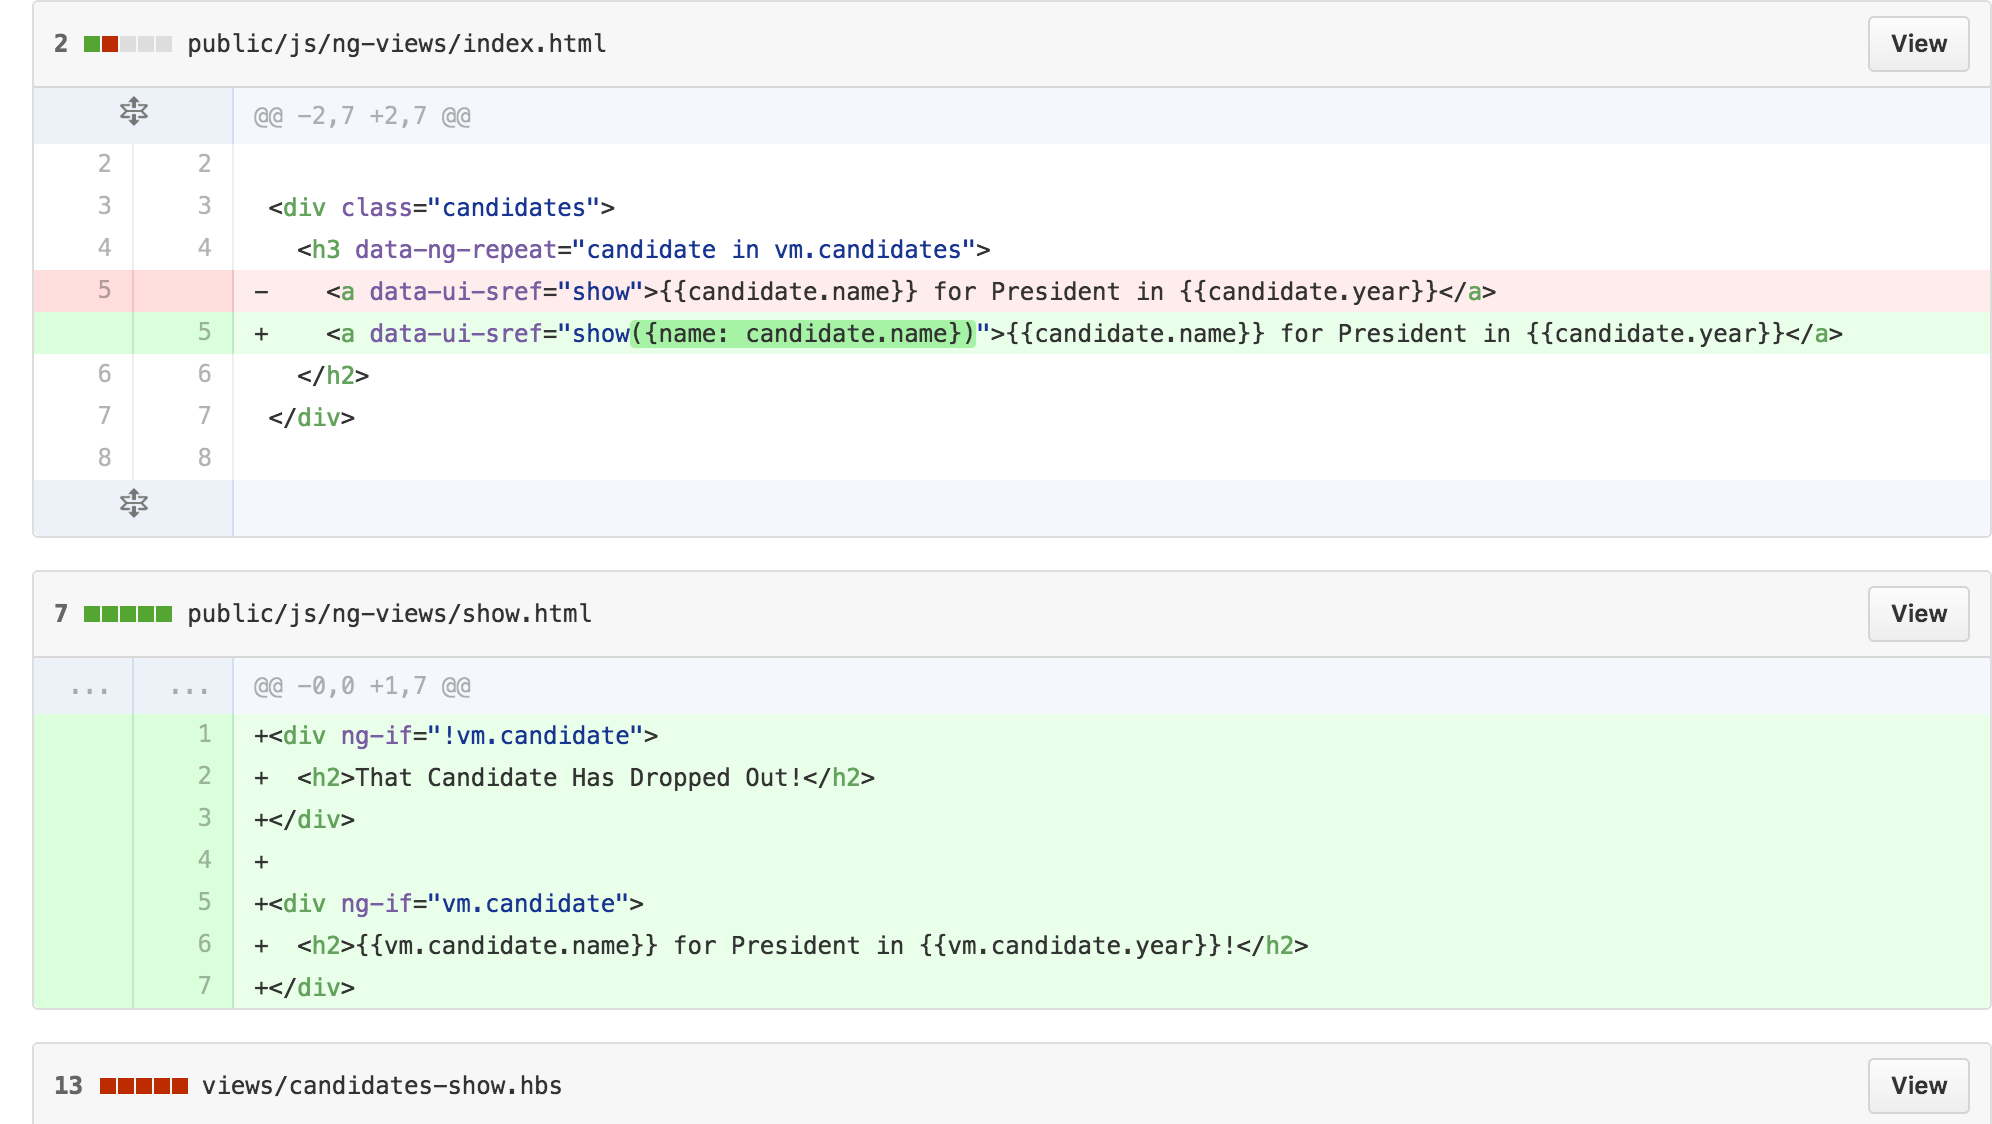 2 public/js/ng-views/index.html View
@@ -2,7 +2,7 @@
2 2
3 3 <div class="candidates">
4 4   <h3 data-ng-repeat="candidate in vm.candidates">
5 -     <a data-ui-sref="show">{{candidate.name}} for President in {{candidate.year}}</a>
5 +     <a data-ui-sref="show({name: candidate.name})">{{candidate.name}} for President in {{candidate.year}}</a>
6 6   </h2>
7 7 </div>
8 8
7 public/js/ng-views/show.html View
... ... @@ -0,0 +1,7 @@
1 +<div ng-if="!vm.candidate">
2 +  <h2>That Candidate Has Dropped Out!</h2>
3 +</div>
4 +
5 +<div ng-if="vm.candidate">
6 +  <h2>{{vm.candidate.name}} for President in {{vm.candidate.year}}!</h2>
7 +</div>
13 views/candidates-show.hbs View